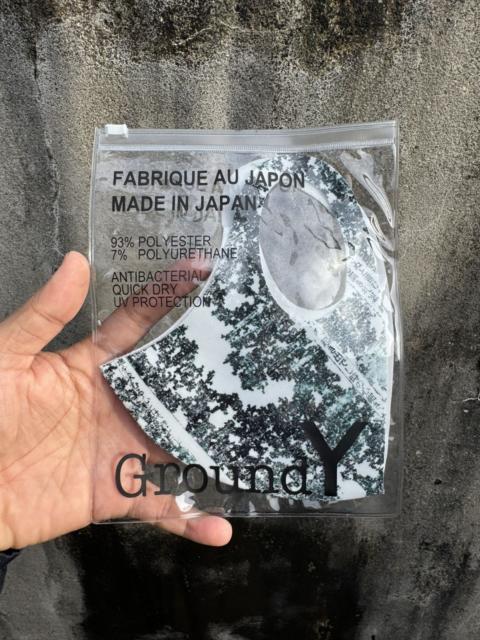 FABRIQUE AU JAPON
MADE IN JAPAN
93% POLYESTER
7% POLYURETHANE
ANTIBACTERIAL
QUICK DRY
UV PROTECTION
GroundY